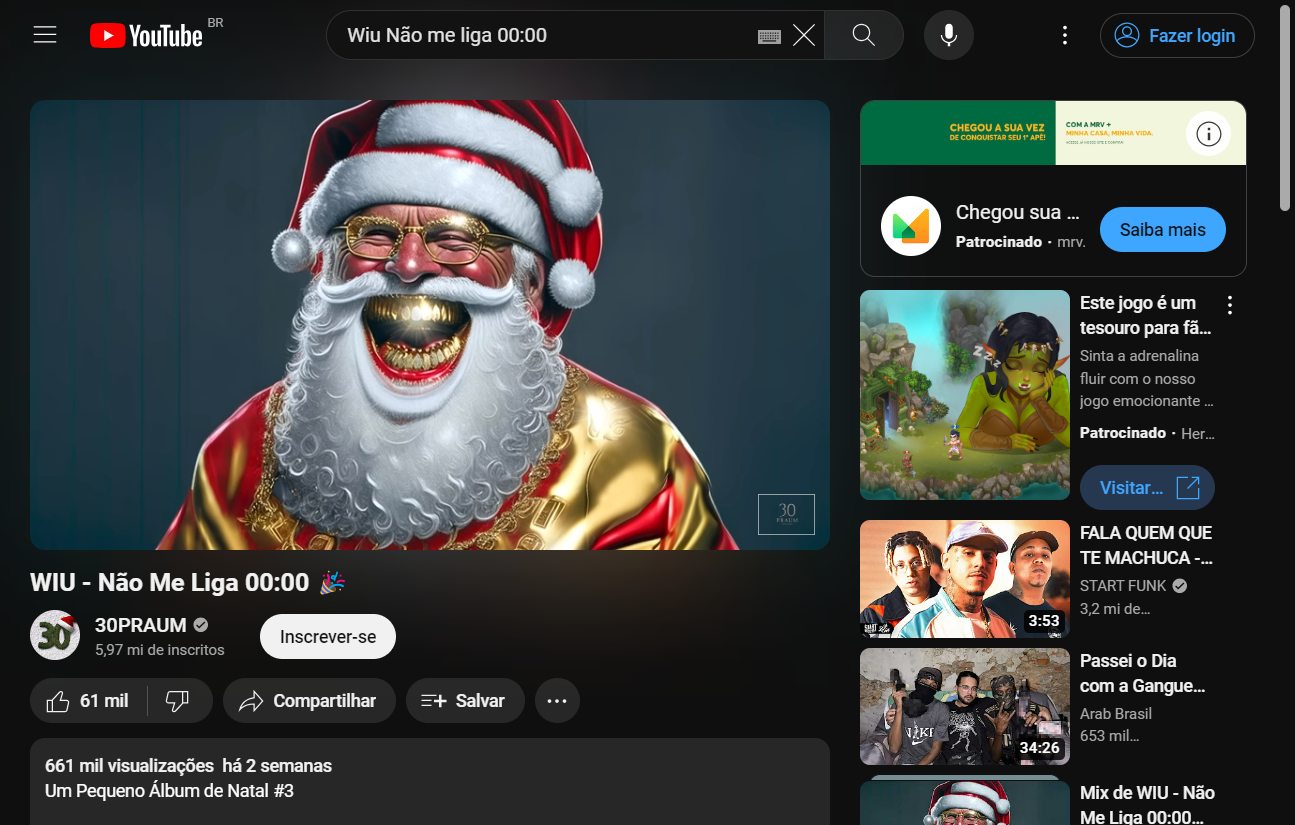 YouTube BR
Wiu Não me liga 00:00
Fazer login
30
PRAUM
WIU - Não Me Liga 00:00 🎉
30PRAUM
5,97 mi de inscritos
Inscrever-se
61 mil
Compartilhar
Salvar
661 mil visualizações há 2 semanas
Um Pequeno Álbum de Natal #3
CHEGOU A SUA VEZ
DE CONQUISTAR SEU 1º APÊ!
COM A MRV +
MINHA CASA, MINHA VIDA.
Chegou sua ...
Patrocinado · mrv.
Saiba mais
Este jogo é um
tesouro para fã...
Sinta a adrenalina
fluir com o nosso
jogo emocionante ...
Patrocinado · Her...
Visitar...
FALA QUEM QUE
TE MACHUCA -...
START FUNK
3,2 mi de...
3:53
Passei o Dia
com a Gangue...
Arab Brasil
653 mil...
34:26
Mix de WIU - Não
Me Liga 00:00...